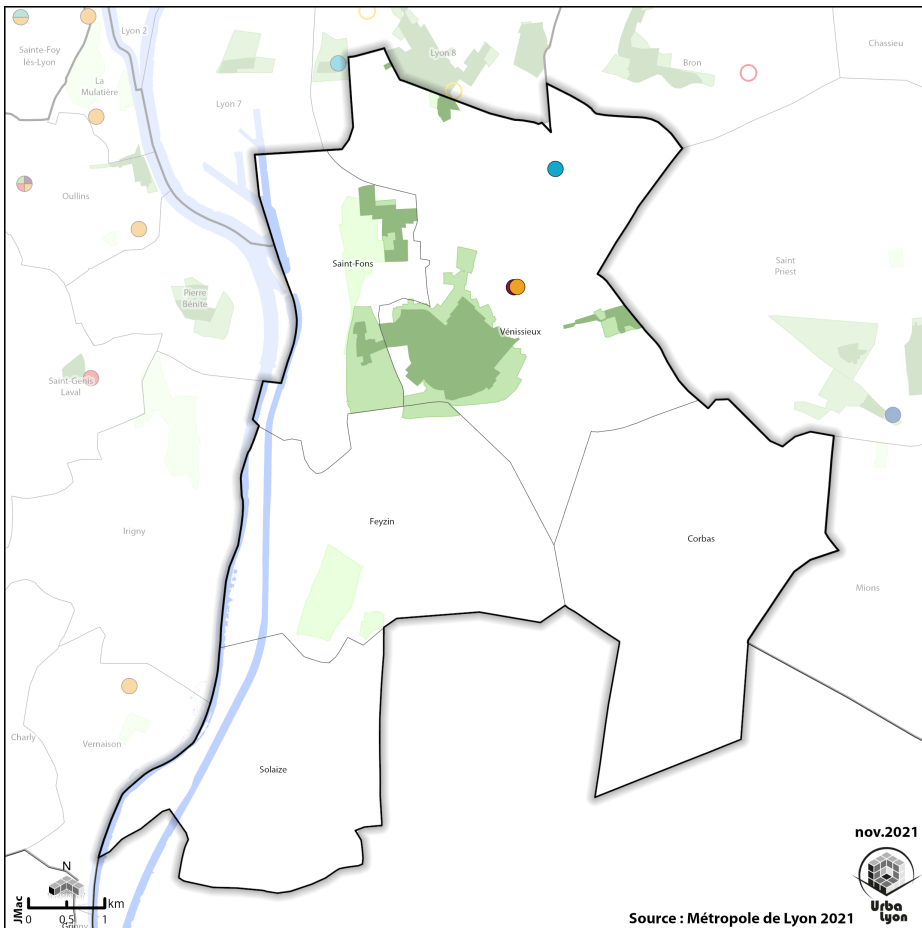 Lyon 2
Sainte-Foy
lès-Lyon
Lyon 8
Chassieu
Bron
La
Mulatière
Lyon 7
Oullins
Saint-Fons
Saint
Priest
Pierre
Bénite
Vénissieux
Saint-Genis
Laval
Feyzin
Irigny
Corbas
Mions
Charly
Vernaison
Solaize
nov.2021
N
JMac
km
0 0,5 1
Urba
Lyon
Source : Métropole de Lyon 2021